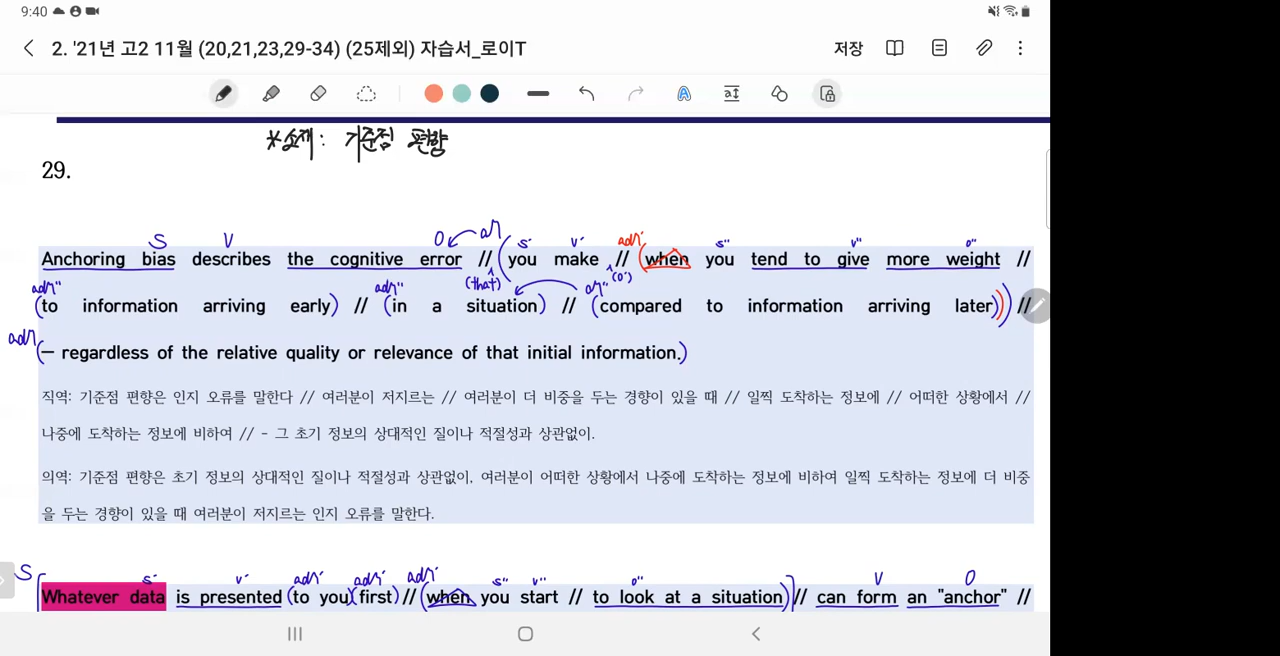 9:40
2. '21년 고2 11월 (20,21,23,29-34) (25제외) 자습서_로이T 저장
*소재: 기준점 편향
29.
S V O adj s' v' adv' s'' v'' o''
Anchoring bias describes the cognitive error // (you make // (when you tend to give more weight //
adv'' adv'' (that) adj'' (o')
(to information arriving early) // (in a situation) // (compared to information arriving later)) //
adv
(– regardless of the relative quality or relevance of that initial information.)
직역: 기준점 편향은 인지 오류를 말한다 // 여러분이 저지르는 // 여러분이 더 비중을 두는 경향이 있을 때 // 일찍 도착하는 정보에 // 어떠한 상황에서 //
나중에 도착하는 정보에 비하여 // - 그 초기 정보의 상대적인 질이나 적절성과 상관없이.
의역: 기준점 편향은 초기 정보의 상대적인 질이나 적절성과 상관없이, 여러분이 어떠한 상황에서 나중에 도착하는 정보에 비하여 일찍 도착하는 정보에 더 비중
을 두는 경향이 있을 때 여러분이 저지르는 인지 오류를 말한다.
S s' v' adv' adv' adv' s'' v'' o'' V O
Whatever data is presented (to you)(first) // (when you start // to look at a situation) // can form an "anchor" //